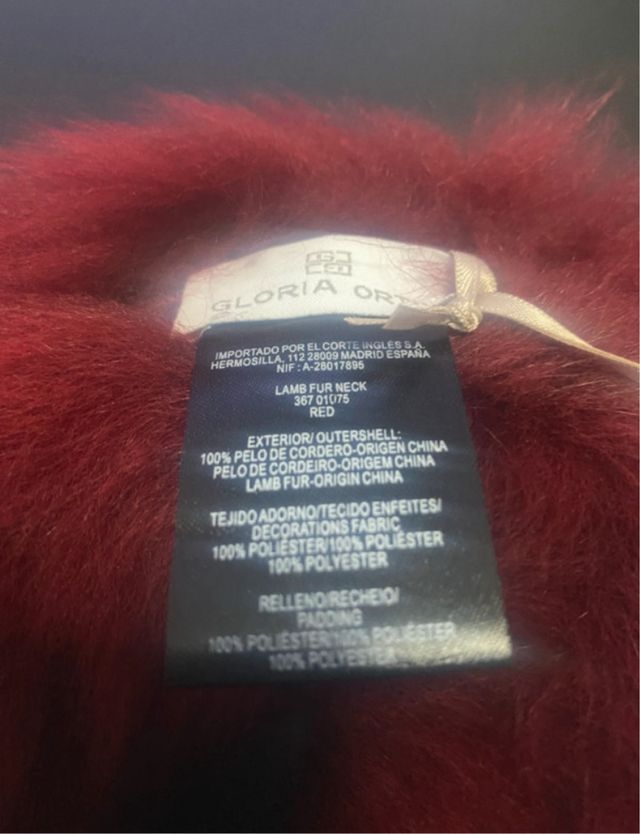 GLORIA
IMPORTADO POR EL CORTE INGLES S.A.
HERMOSILLA, 112 28009 MADRID ESPAÑA
NIF : A-28017895
LAMB FUR NECK
367 01075
RED
EXTERIOR/ OUTERSHELL:
100% PELO DE CORDERO-ORIGEN CHINA
PELO DE CORDEIRO-ORIGEM CHINA
LAMB FUR-ORIGIN CHINA
TEJIDO ADORNO/TECIDO ENFEITES/
DECORATIONS FABRIC
100% POLIÉSTER/100% POLIÉSTER
100% POLYESTER
RELLENO/RECHEIO/
PADDING
100% POLIÉSTER/100% POLIÉSTER
100% POLYESTER